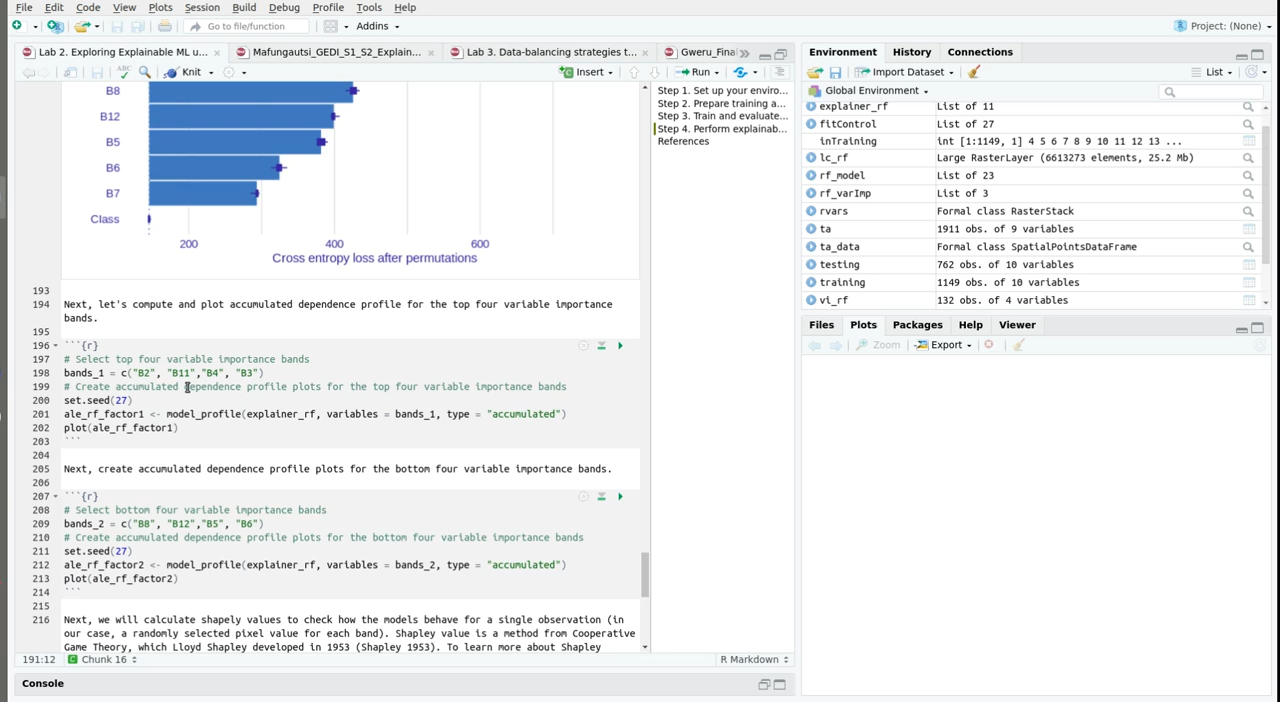 File Edit Code View Plots Session Build Debug Profile Tools Help
Go to file/function Addins Project: (None)
Lab 2. Exploring Explainable ML u... Mafungautsi_GEDI_S1_S2_Explain... Lab 3. Data-balancing strategies t... Gweru_Final
ABC Knit Insert Run
B8
B12
B5
B6
B7
Class
200 400 600
Cross entropy loss after permutations
193
194 Next, let's compute and plot accumulated dependence profile for the top four variable importance
bands.
195
196 ```{r}
197 # Select top four variable importance bands
198 bands_1 = c("B2", "B11","B4", "B3")
199 # Create accumulated dependence profile plots for the top four variable importance bands
200 set.seed(27)
201 ale_rf_factor1 <- model_profile(explainer_rf, variables = bands_1, type = "accumulated")
202 plot(ale_rf_factor1)
203 ```
204
205 Next, create accumulated dependence profile plots for the bottom four variable importance bands.
206
207 ```{r}
208 # Select bottom four variable importance bands
209 bands_2 = c("B8", "B12","B5", "B6")
210 # Create accumulated dependence profile plots for the bottom four variable importance bands
211 set.seed(27)
212 ale_rf_factor2 <- model_profile(explainer_rf, variables = bands_2, type = "accumulated")
213 plot(ale_rf_factor2)
214 ```
215
216 Next, we will calculate shapely values to check how the models behave for a single observation (in
our case, a randomly selected pixel value for each band). Shapley value is a method from Cooperative
Game Theory, which Lloyd Shapley developed in 1953 (Shapley 1953). To learn more about Shapley
191:12 Chunk 16 R Markdown
Console
Step 1. Set up your enviro...
Step 2. Prepare training a...
Step 3. Train and evaluate...
Step 4. Perform explainab...
References
Environment History Connections
Import Dataset List
Global Environment
explainer_rf List of 11
fitControl List of 27
inTraining int [1:1149, 1] 4 5 6 7 8 9 10 11 12 13 ...
lc_rf Large RasterLayer (6613273 elements, 25.2 Mb)
rf_model List of 23
rf_varImp List of 3
rvars Formal class RasterStack
ta 1911 obs. of 9 variables
ta_data Formal class SpatialPointsDataFrame
testing 762 obs. of 10 variables
training 1149 obs. of 10 variables
vi_rf 132 obs. of 4 variables
Files Plots Packages Help Viewer
Zoom Export